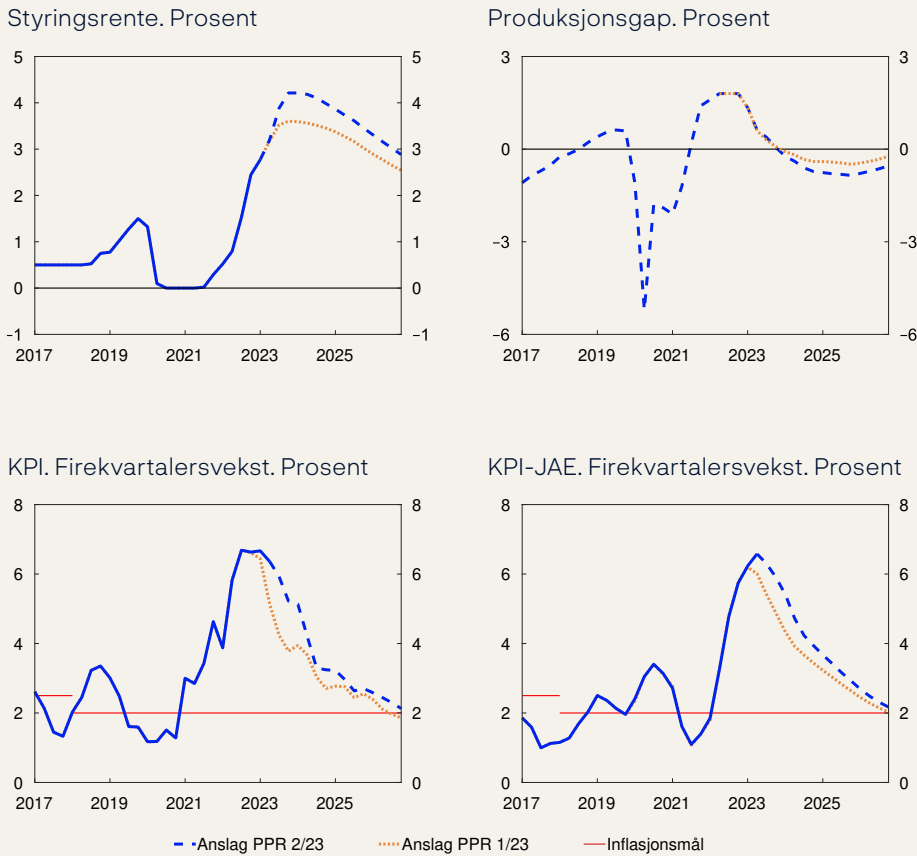 Styringsrente. Prosent
Produksjonsgap. Prosent
5 5 3 3
4 4
3 3 0 0
2 2
1 1 −3 −3
0 0
−1 −1 −6 −6
2017 2019 2021 2023 2025 2017 2019 2021 2023 2025
KPI. Firekvartalersvekst. Prosent
KPI-JAE. Firekvartalersvekst. Prosent
8 8 8 8
6 6 6 6
4 4 4 4
2 2 2 2
0 0 0 0
2017 2019 2021 2023 2025 2017 2019 2021 2023 2025
Anslag PPR 2/23 Anslag PPR 1/23 Inflasjonsmål